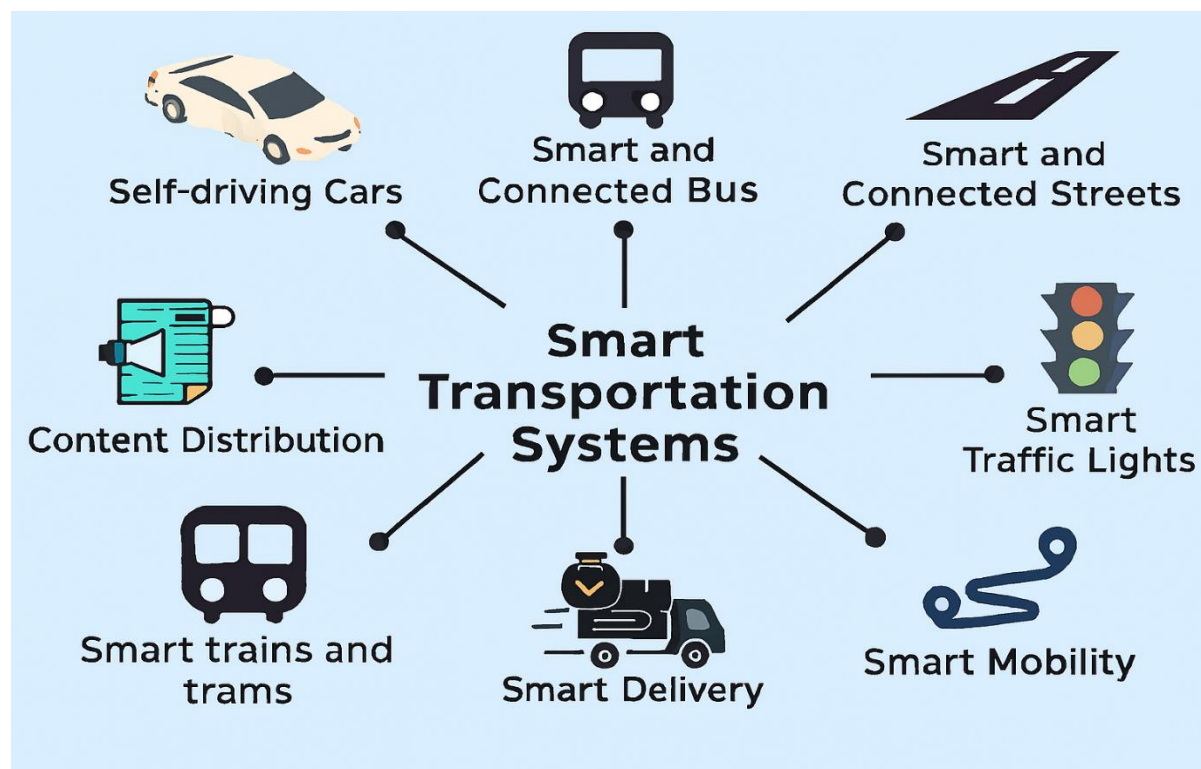 Self-driving Cars
Smart and
Connected Bus
Smart and
Connected Streets
Smart
Transportation
Systems
Content Distribution
Smart
Traffic Lights
Smart trains and
trams
Smart Delivery
Smart Mobility